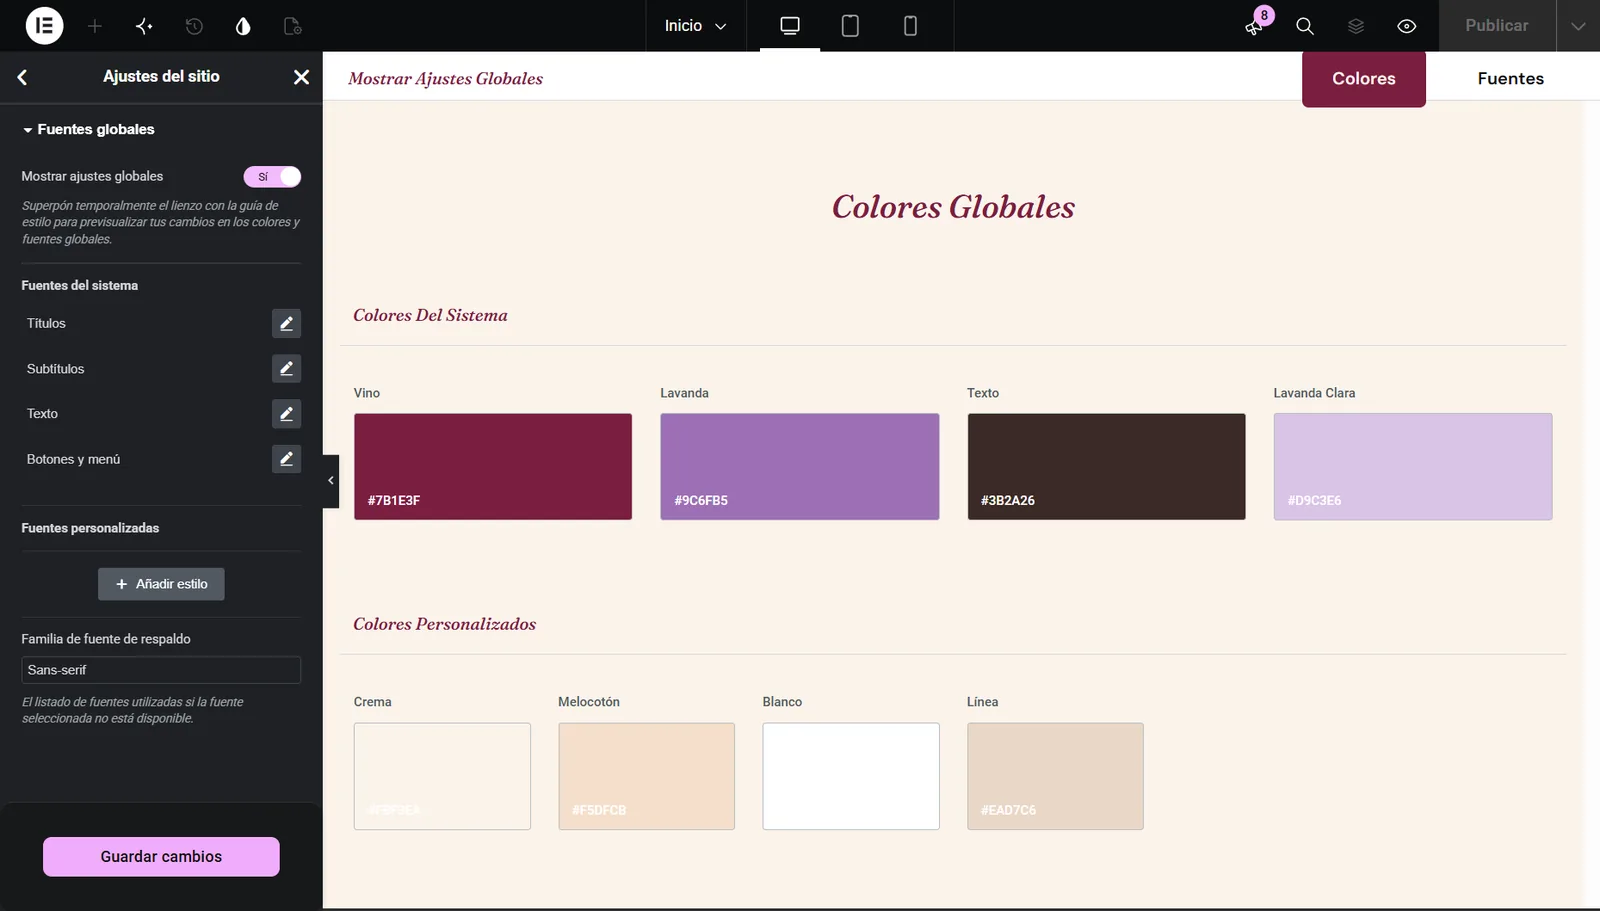 Inicio
8
Publicar
Ajustes del sitio
Mostrar Ajustes Globales
Colores
Fuentes
Fuentes globales
Mostrar ajustes globales
Sí
Superpón temporalmente el lienzo con la guía de
estilo para previsualizar tus cambios en los colores y
fuentes globales.
Fuentes del sistema
Títulos
Subtítulos
Texto
Botones y menú
Fuentes personalizadas
+ Añadir estilo
Familia de fuente de respaldo
Sans-serif
El listado de fuentes utilizadas si la fuente
seleccionada no está disponible.
Guardar cambios
Colores Globales
Colores Del Sistema
Vino
Lavanda
Texto
Lavanda Clara
#7B1E3F
#9C6FB5
#3B2A26
#D9C3E6
Colores Personalizados
Crema
Melocotón
Blanco
Línea
#F5DFCB
#EAD7C6